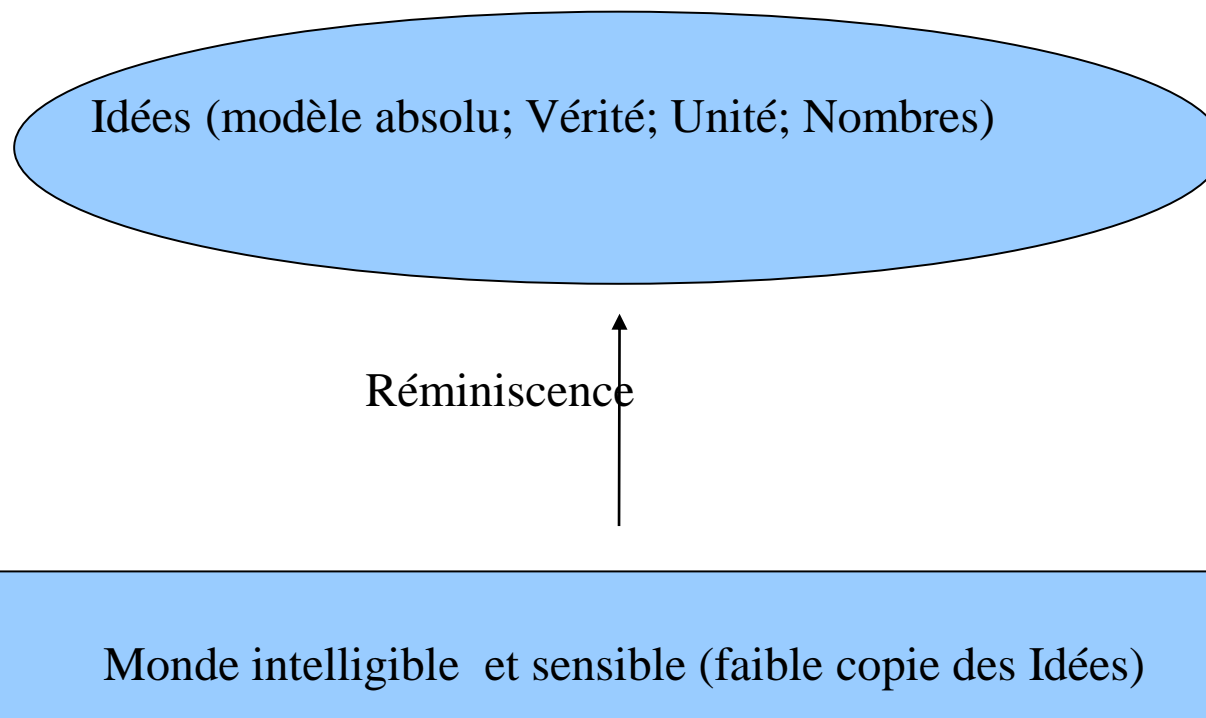 Idées (modèle absolu; Vérité; Unité; Nombres)
Réminiscence
Monde intelligible  et sensible (faible copie des Idées)